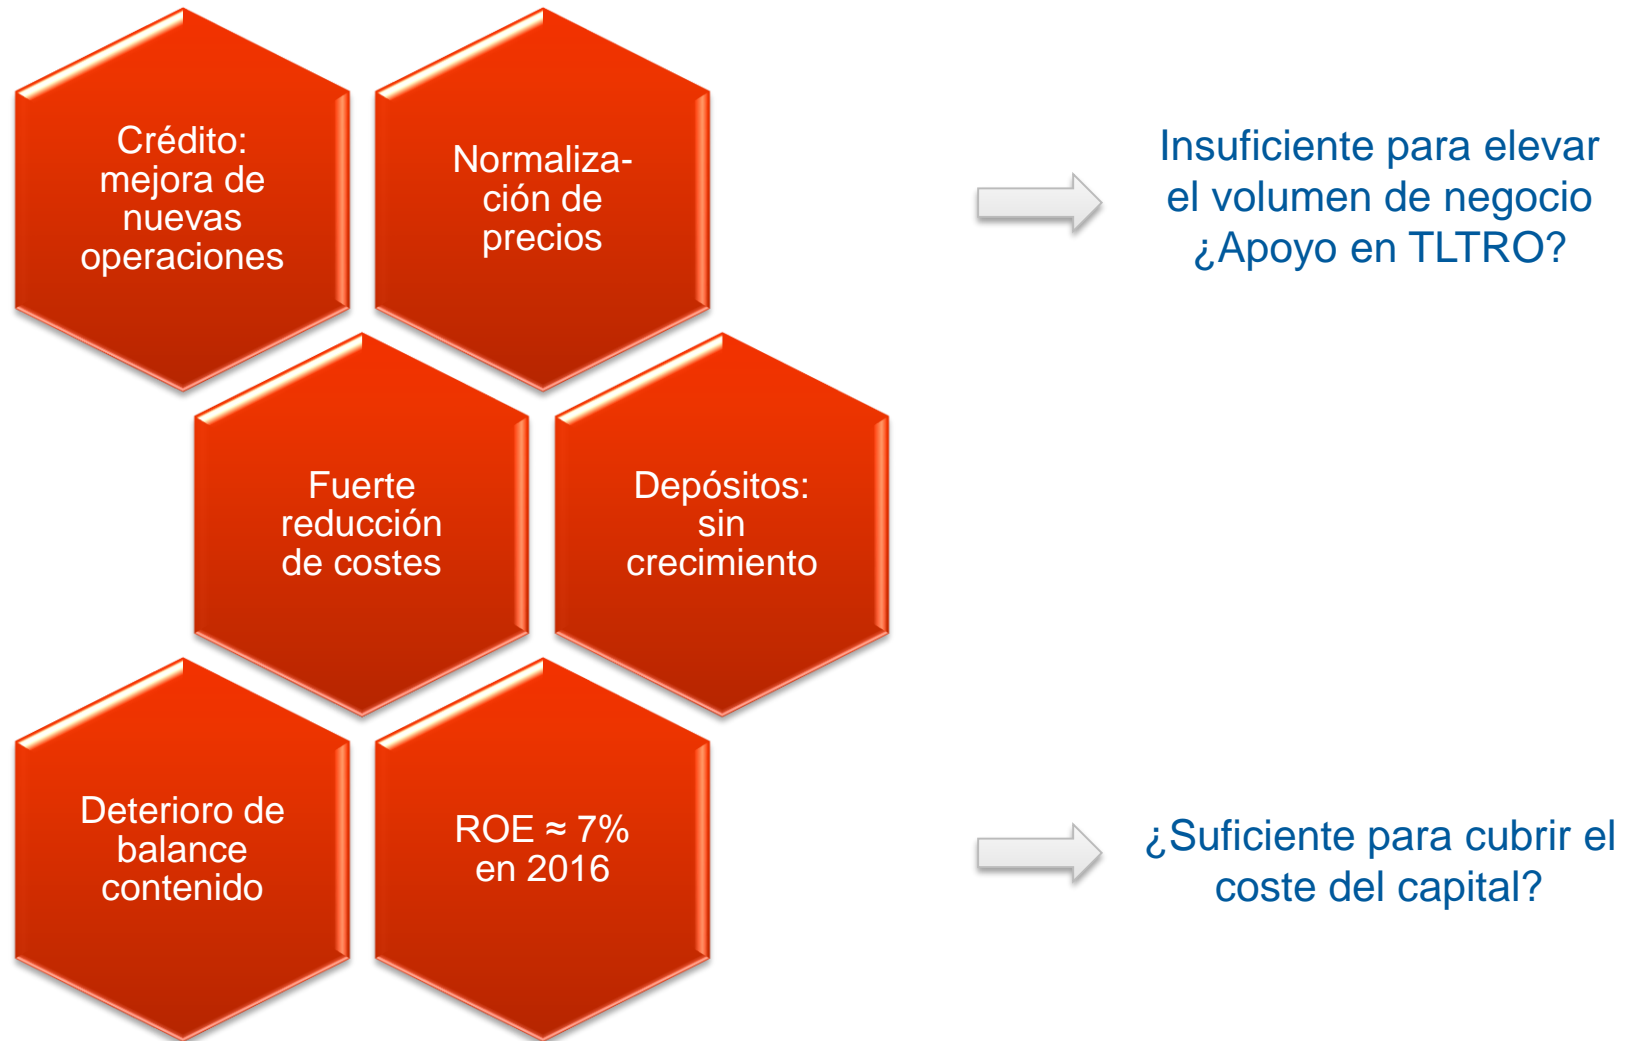 Crédito:
mejora de
nuevas
operaciones
Normaliza-
ción de
precios
Insuficiente para elevar
el volumen de negocio
¿Apoyo en TLTRO?
Fuerte
reducción
de costes
Depósitos:
sin
crecimiento
Deterioro de
balance
contenido
ROE ≈ 7%
en 2016
¿Suficiente para cubrir el
coste del capital?